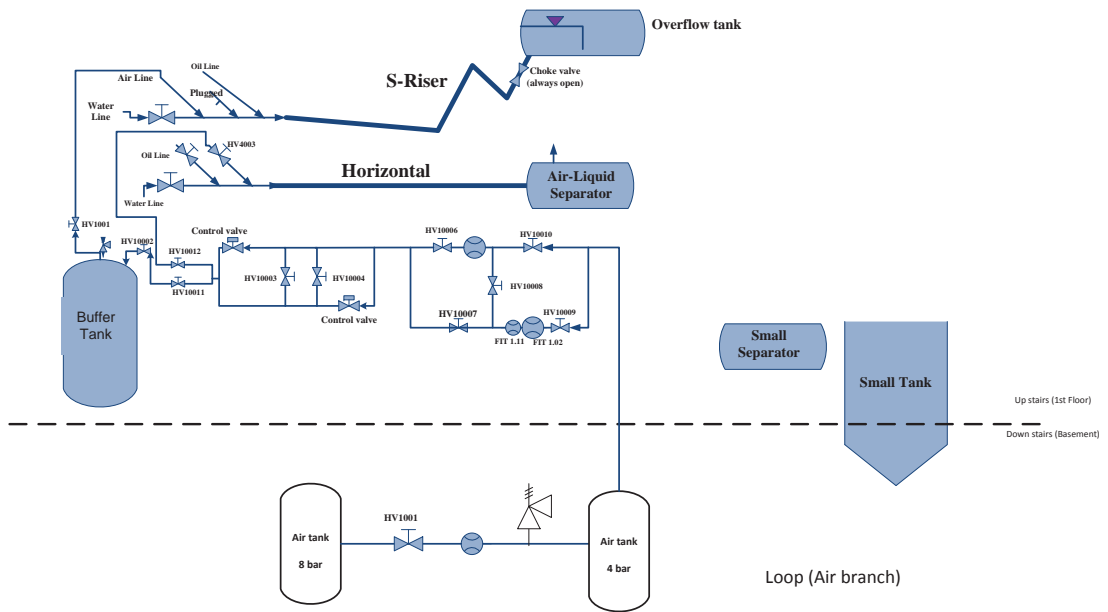 Overflow tank
Oil Line
Air Line
S-Riser
Choke valve
(always open)
Plugged
Water
Line
HV4003
Oil Line
Horizontal
Air-Liquid
Separator
Water Line
HV1001
HV10002
HV10012
Control valve
HV10006
HV10010
HV10003
HV10004
HV10008
HV10011
Control valve
HV10007
HV10009
FIT 1.11
FIT 1.02
Buffer
Tank
Small
Separator
Small Tank
Up stairs (1st Floor)
Down stairs (Basement)
HV1001
Air tank
8 bar
Air tank
4 bar
Loop (Air branch)